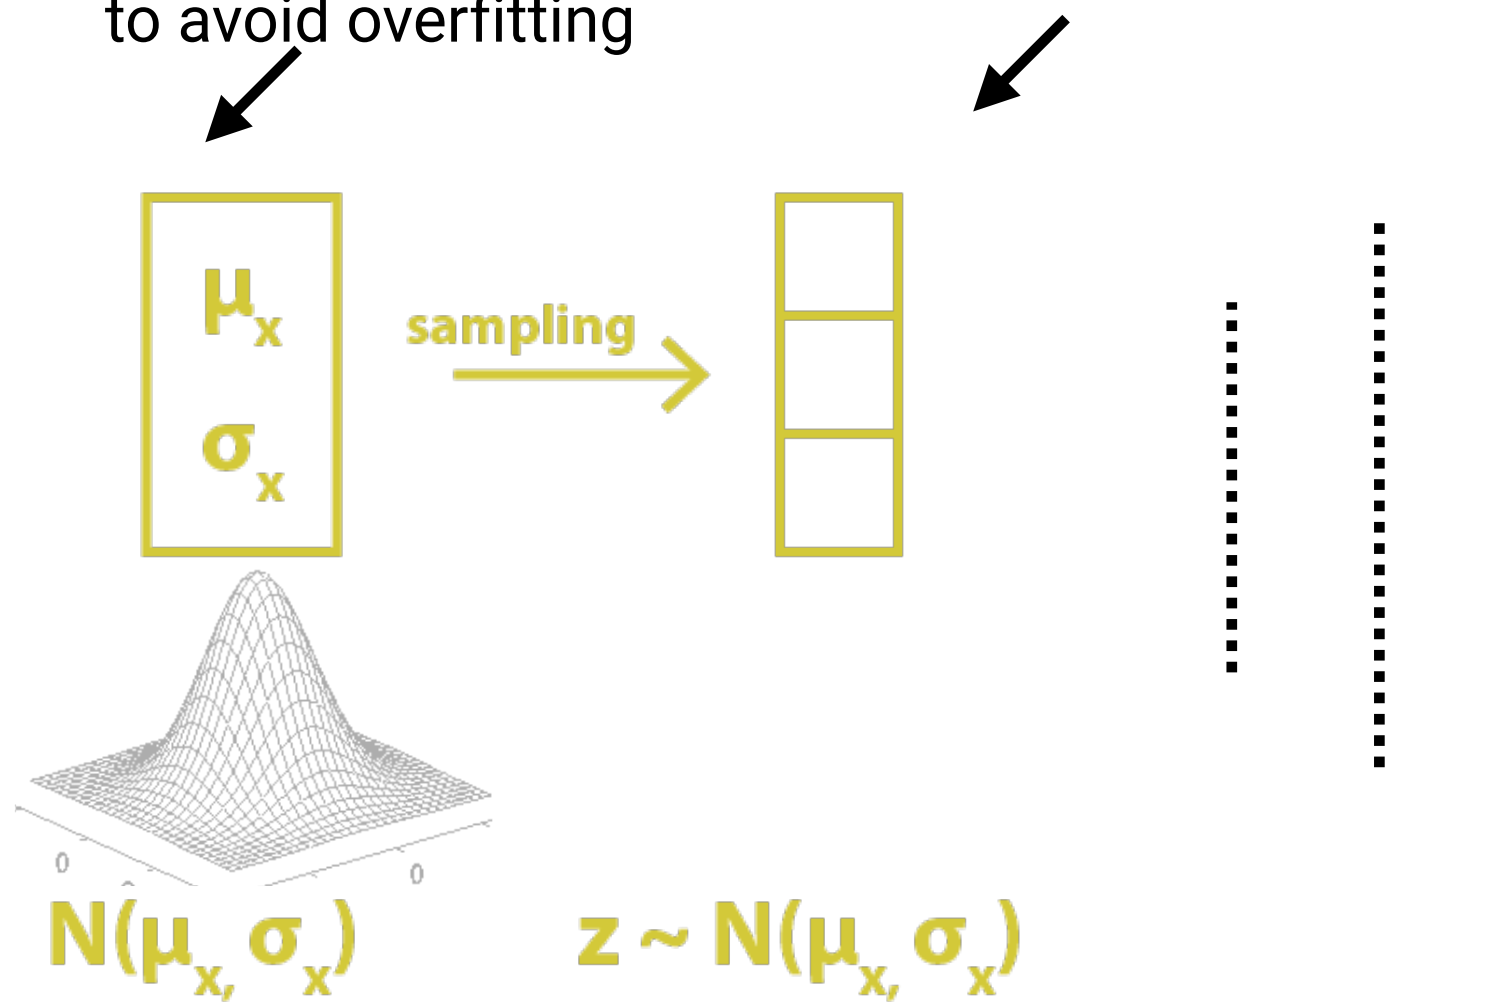 to avoid overfitting
μx
sampling
σx
0
0
N(μx, σx)
z ~ N(μx, σx)